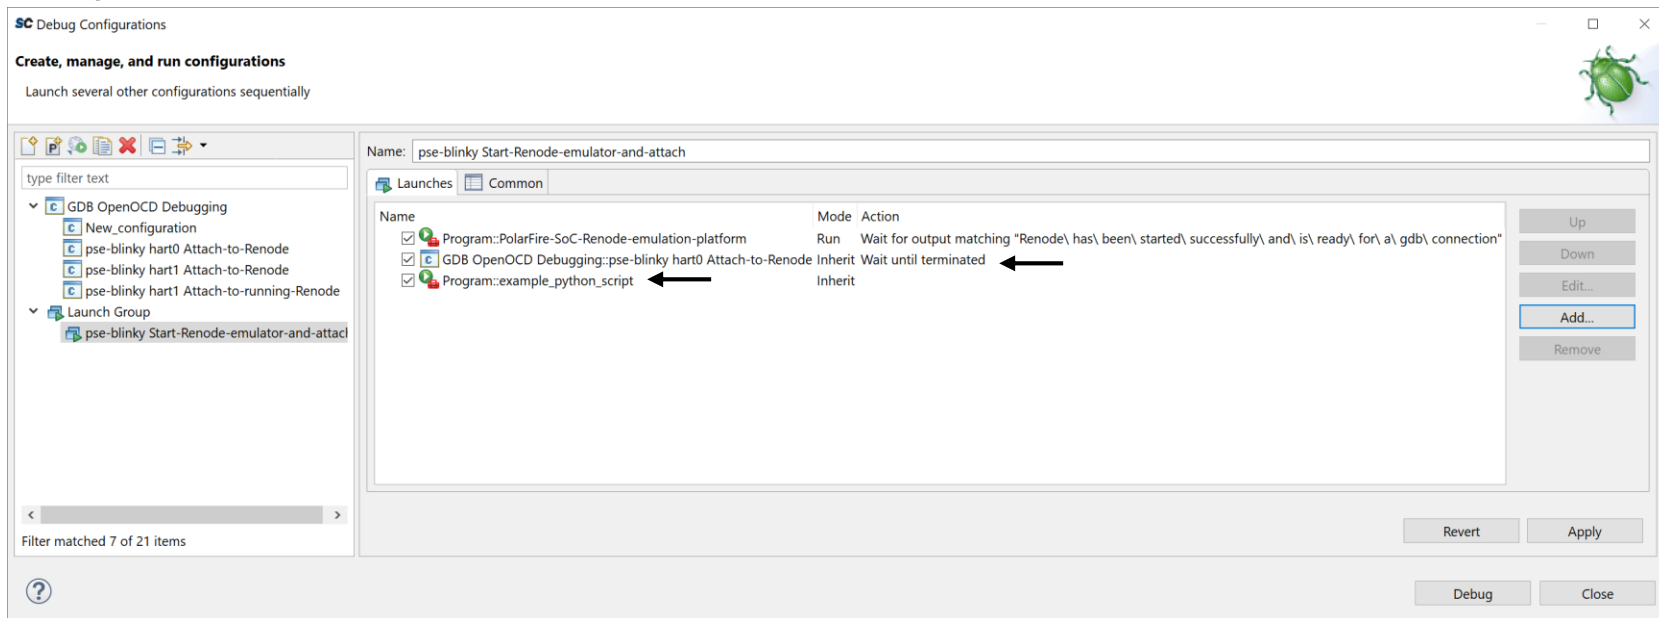 SC Debug Configurations
Create, manage, and run configurations
Launch several other configurations sequentially
type filter text
GDB OpenOCD Debugging
New_configuration
pse-blinky hart0 Attach-to-Renode
pse-blinky hart1 Attach-to-Renode
pse-blinky hart1 Attach-to-running-Renode
Launch Group
pse-blinky Start-Renode-emulator-and-attacl
Filter matched 7 of 21 items
Name: pse-blinky Start-Renode-emulator-and-attach
Launches Common
Name Mode Action
Program::PolarFire-SoC-Renode-emulation-platform Run Wait for output matching "Renode\ has\ been\ started\ successfully\ and\ is\ ready\ for\ a\ gdb\ connection"
GDB OpenOCD Debugging::pse-blinky hart0 Attach-to-Renode Inherit Wait until terminated
Program::example_python_script Inherit
Up
Down
Edit...
Add...
Remove
Revert Apply
? Debug Close